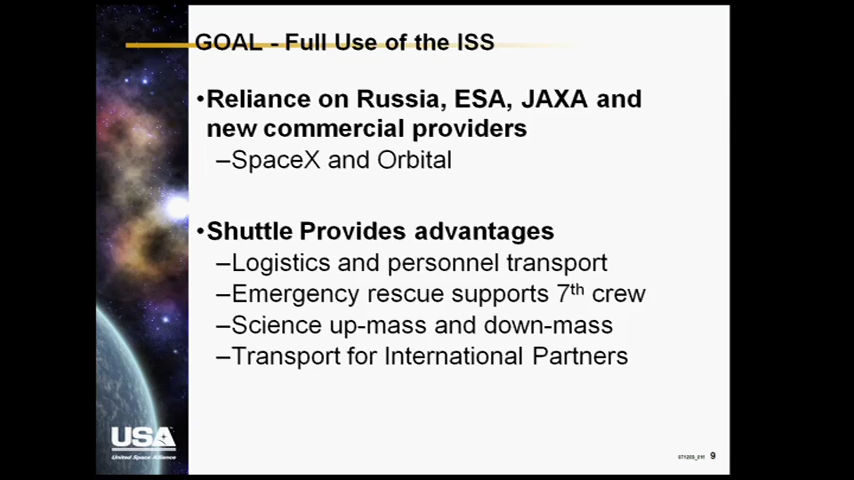 GOAL - Full Use of the ISS
•Reliance on Russia, ESA, JAXA and
new commercial providers
–SpaceX and Orbital
•Shuttle Provides advantages
–Logistics and personnel transport
–Emergency rescue supports 7th crew
–Science up-mass and down-mass
–Transport for International Partners
USA
United Space Alliance
9